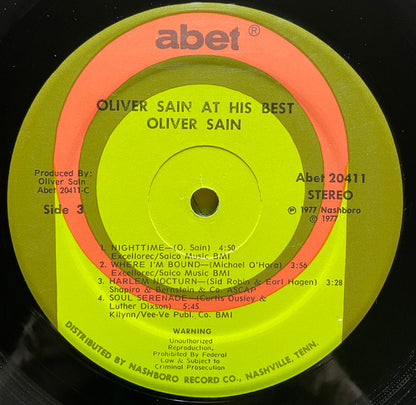 abet®
OLIVER SAIN AT HIS BEST
OLIVER SAIN
Produced By:
Oliver Sain
Abet 20411-C
Side 3
Abet 20411
STEREO
℗ 1977 Nashboro
© 1977
1. NIGHTTIME—(O. Sain) 4:50
Excellorec/Saico Music BMI
2. WHERE I'M BOUND—(Michael O'Hara) 3:56
Excellorec/Saico Music BMI
3. HARLEM NOCTURN—(Sid Robin & Earl Hagen) 3:28
Shapiro & Bernstein & Co. ASCAP
4. SOUL SERENADE—(Curtis Ousley &
Luther Dixson) 5:45
Kilynn/Vee-Ve Publ. Co. BMI
WARNING
Unauthorized
Reproduction,
Prohibited By Federal
Law & Subject to
Criminal Prosecution
DISTRIBUTED BY NASHBORO RECORD CO., NASHVILLE, TENN.